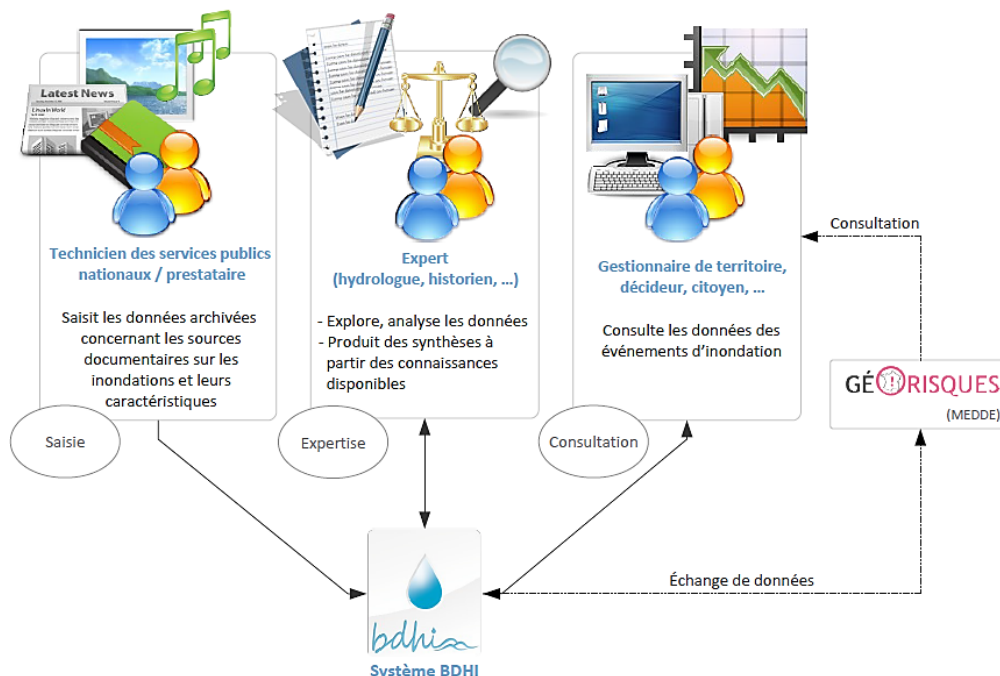 Latest News
Technicien des services publics
nationaux / prestataire
Saisit les données archivées
concernant les sources
documentaires sur les
inondations et leurs
caractéristiques
Saisie
Expert
(hydrologue, historien, ...)
- Explore, analyse les données
- Produit des synthèses à
partir des connaissances
disponibles
Expertise
Gestionnaire de territoire,
décideur, citoyen, ...
Consulte les données des
événements d'inondation
Consultation
Consultation
GÉORISQUES
(MEDDE)
Échange de données
bdhi
Système BDHI